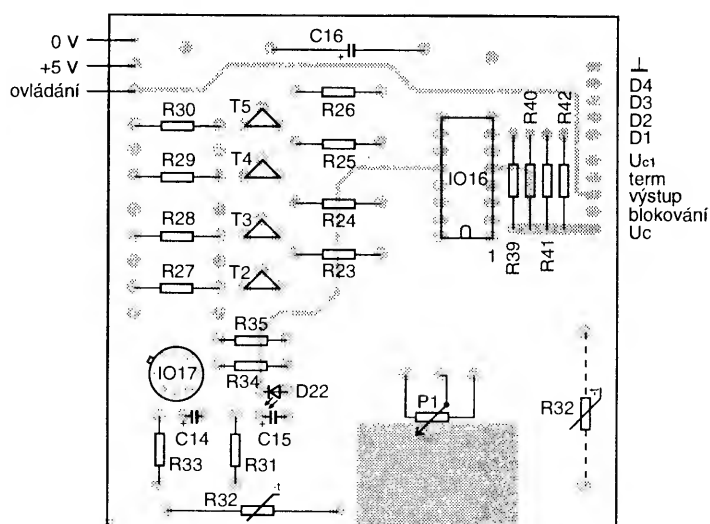 0 V
+5 V
ovládání
C16
+
⊥
D4
D3
D2
D1
Uc1
term
výstup
blokování
Uc
R30
T5
R26
R40
R42
R29
T4
R25
IO16
R28
T3
R24
R27
T2
R23
1
R39
R41
R35
R34
IO17
D22
P1
R32
-t
+
C14
+
C15
R33
R31
R32
-t